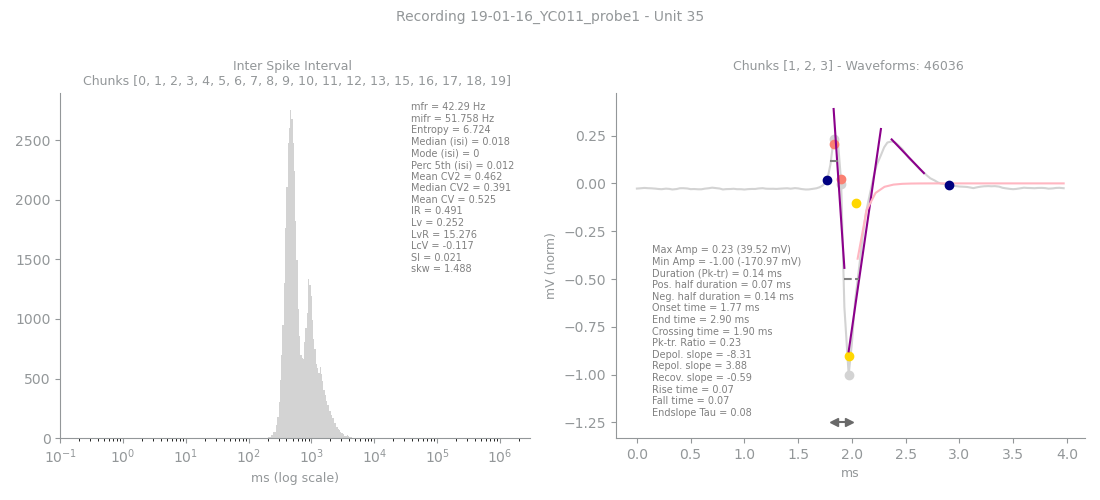 Recording 19-01-16_YC011_probe1 - Unit 35
Inter Spike Interval
Chunks [0, 1, 2, 3, 4, 5, 6, 7, 8, 9, 10, 11, 12, 13, 15, 16, 17, 18, 19]
mfr = 42.29 Hz
mifr = 51.758 Hz
Entropy = 6.724
Median (isi) = 0.018
Mode (isi) = 0
Perc 5th (isi) = 0.012
Mean CV2 = 0.462
Median CV2 = 0.391
Mean CV = 0.525
IR = 0.491
Lv = 0.252
LvR = 15.276
LcV = -0.117
SI = 0.021
skw = 1.488
2500
2000
1500
1000
500
0
10⁻¹ 10⁰ 10¹ 10² 10³ 10⁴ 10⁵ 10⁶
ms (log scale)
Chunks [1, 2, 3] - Waveforms: 46036
mV (norm)
0.25
0.00
−0.25
−0.50
−0.75
−1.00
−1.25
Max Amp = 0.23 (39.52 mV)
Min Amp = -1.00 (-170.97 mV)
Duration (Pk-tr) = 0.14 ms
Pos. half duration = 0.07 ms
Neg. half duration = 0.14 ms
Onset time = 1.77 ms
End time = 2.90 ms
Crossing time = 1.90 ms
Pk-tr. Ratio = 0.23
Depol. slope = -8.31
Repol. slope = 3.88
Recov. slope = -0.59
Rise time = 0.07
Fall time = 0.07
Endslope Tau = 0.08
0.0 0.5 1.0 1.5 2.0 2.5 3.0 3.5 4.0
ms